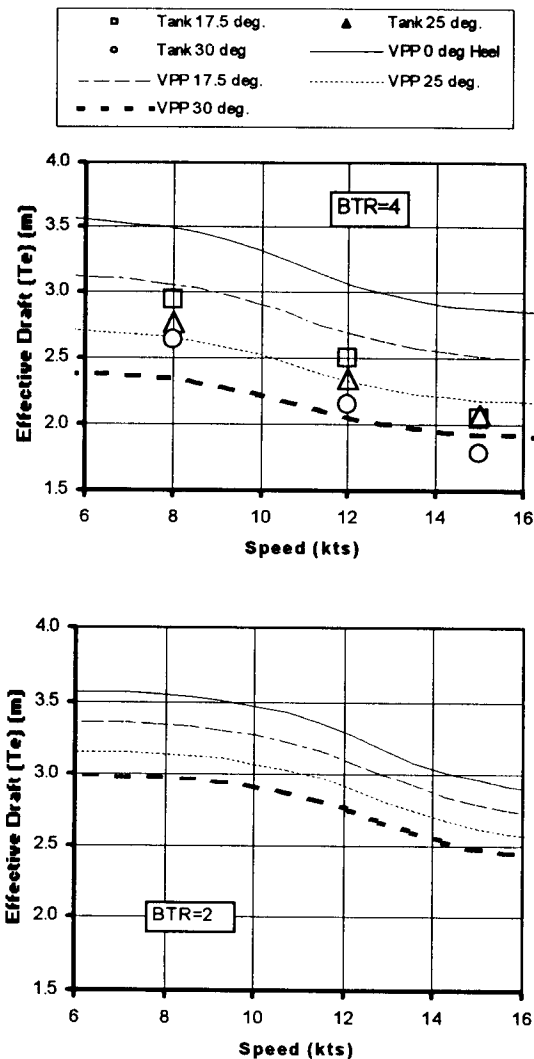 Tank 17.5 deg. Tank 25 deg.
Tank 30 deg VPP 0 deg Heel
VPP 17.5 deg. VPP 25 deg.
VPP 30 deg.
4.0
3.5
3.0
2.5
2.0
1.5
Effective Draft (Te) (m)
BTR=4
6 8 10 12 14 16
Speed (kts)
4.0
3.5
3.0
2.5
2.0
1.5
Effective Draft (Te) (m)
BTR=2
6 8 10 12 14 16
Speed (kts)